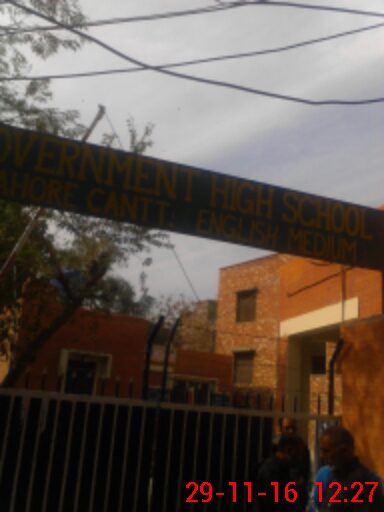 OVERNMENT HIGH SCHOOL
AHORE CANTT ENGLISH MEDIUM
29-11-16 12:27